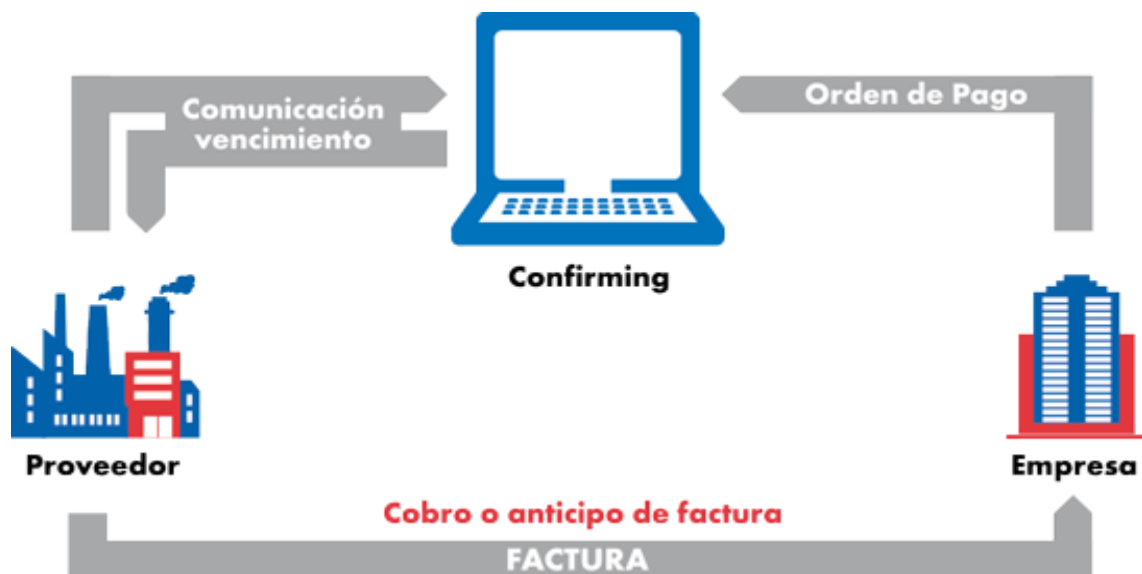 Comunicación
vencimiento
Orden de Pago
Confirming
Proveedor
Empresa
Cobro o anticipo de factura
FACTURA